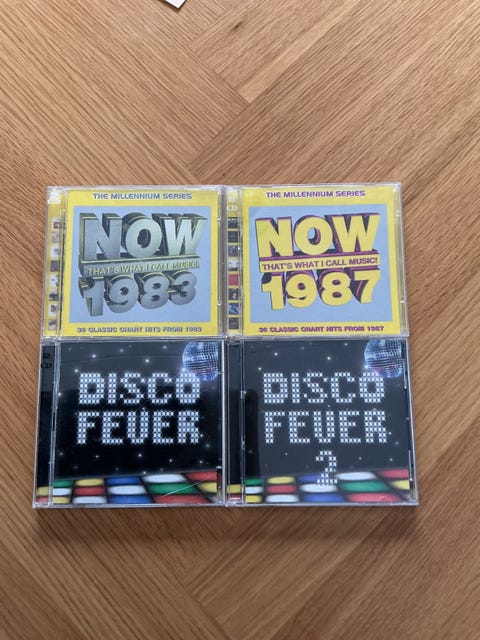 THE MILLENNIUM SERIES
NOW
THAT'S WHAT I CALL MUSIC!
1983
36 CLASSIC CHART HITS FROM 1983
THE MILLENNIUM SERIES
CD
NOW
THAT'S WHAT I CALL MUSIC!
1987
36 CLASSIC CHART HITS FROM 1987
DISCO
FEVER
DISCO
FEVER
2